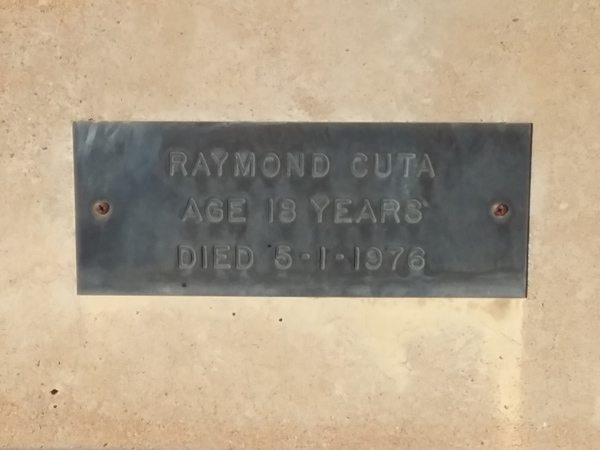 RAYMOND CUTA
AGE 18 YEARS
DIED 5-1-1976